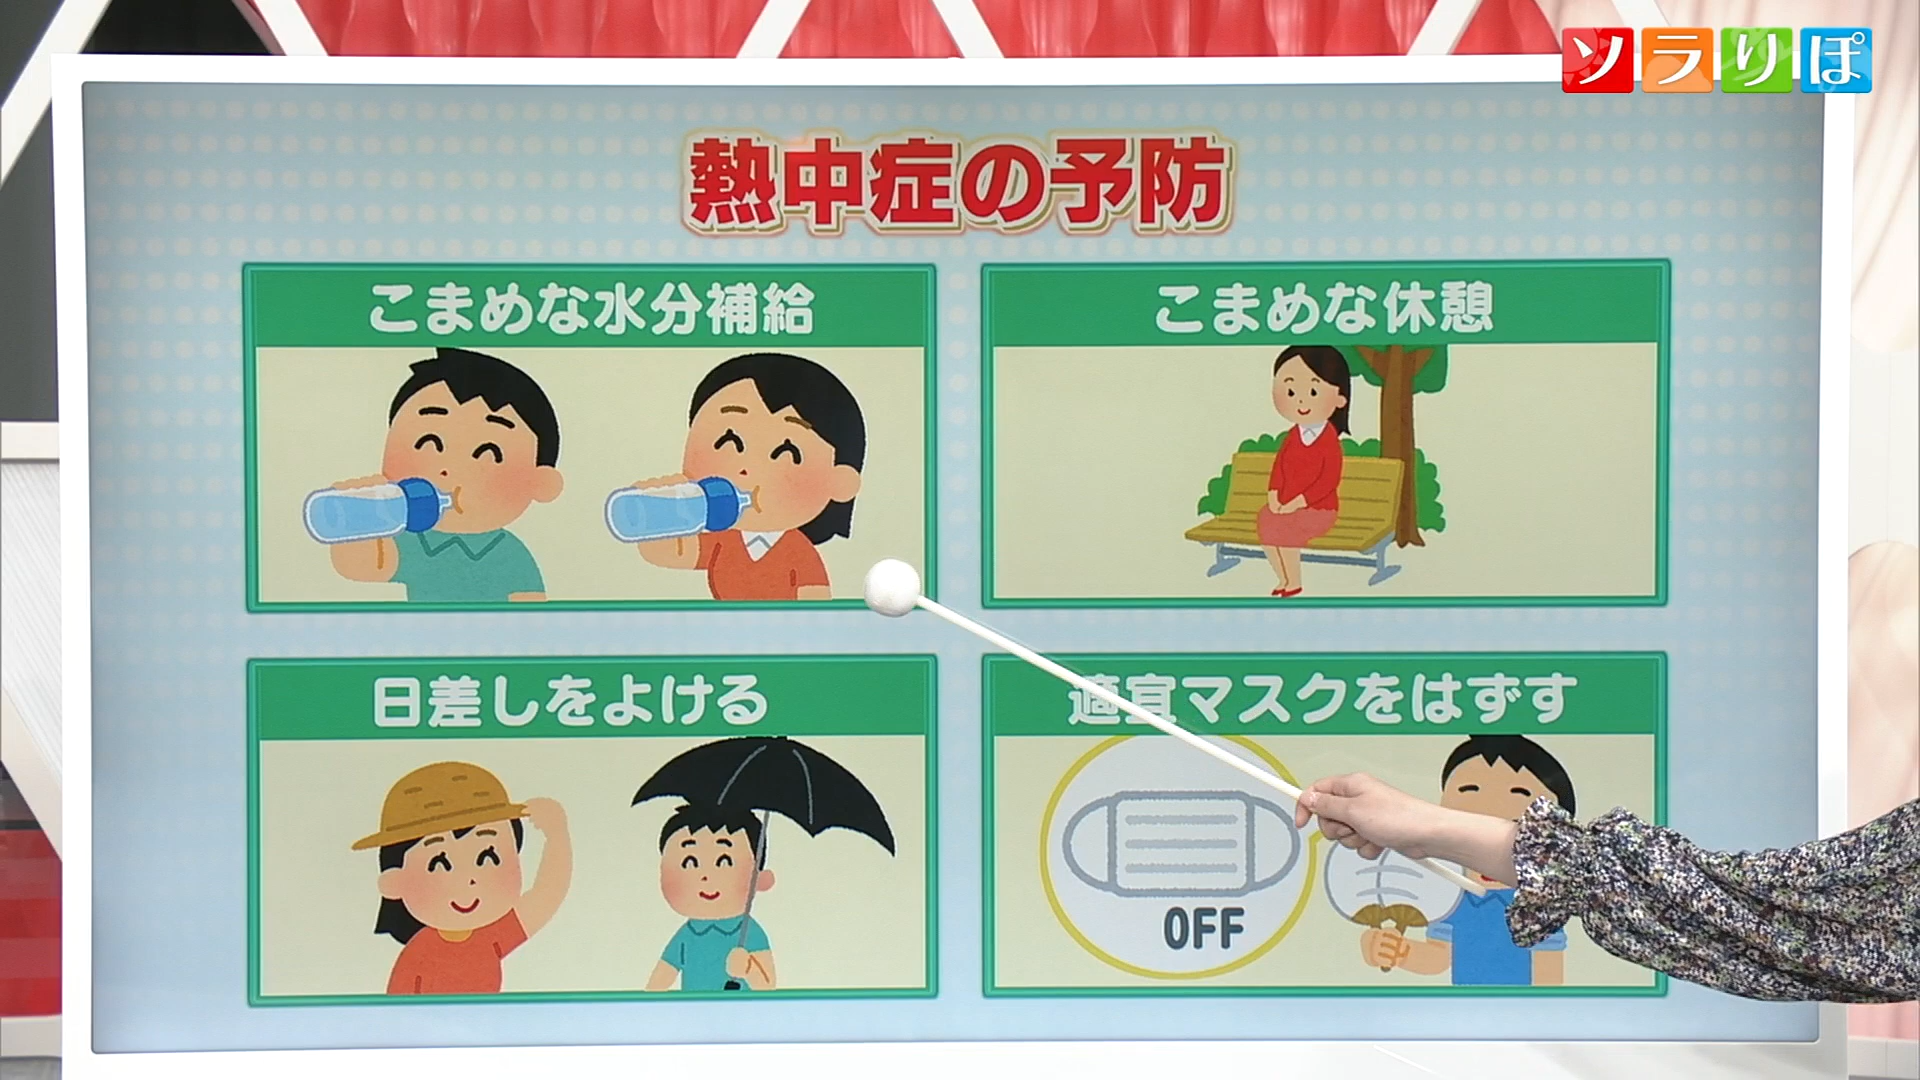 ソラりぽ
熱中症の予防
こまめな水分補給
こまめな休憩
日差しをよける
適宜マスクをはずす
OFF